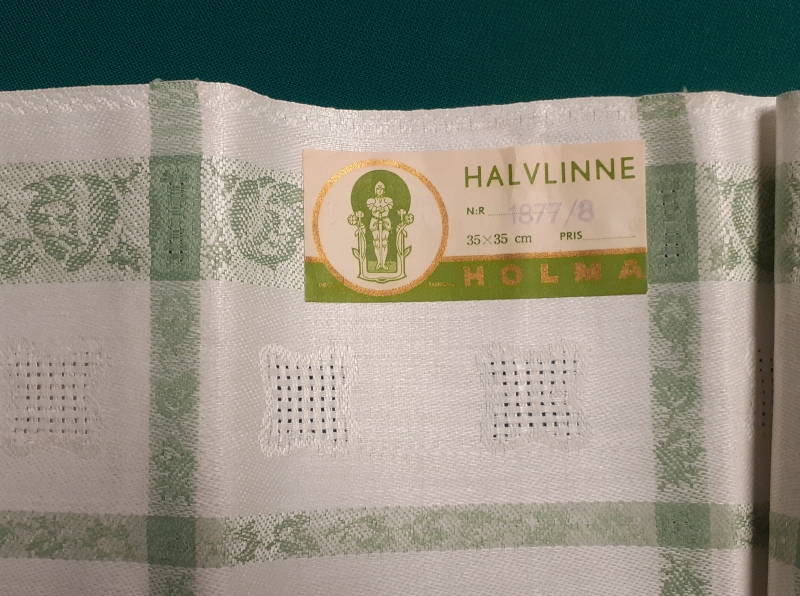 HALVLINNE
N:R 1877/8
35×35 cm PRIS
HOLMA